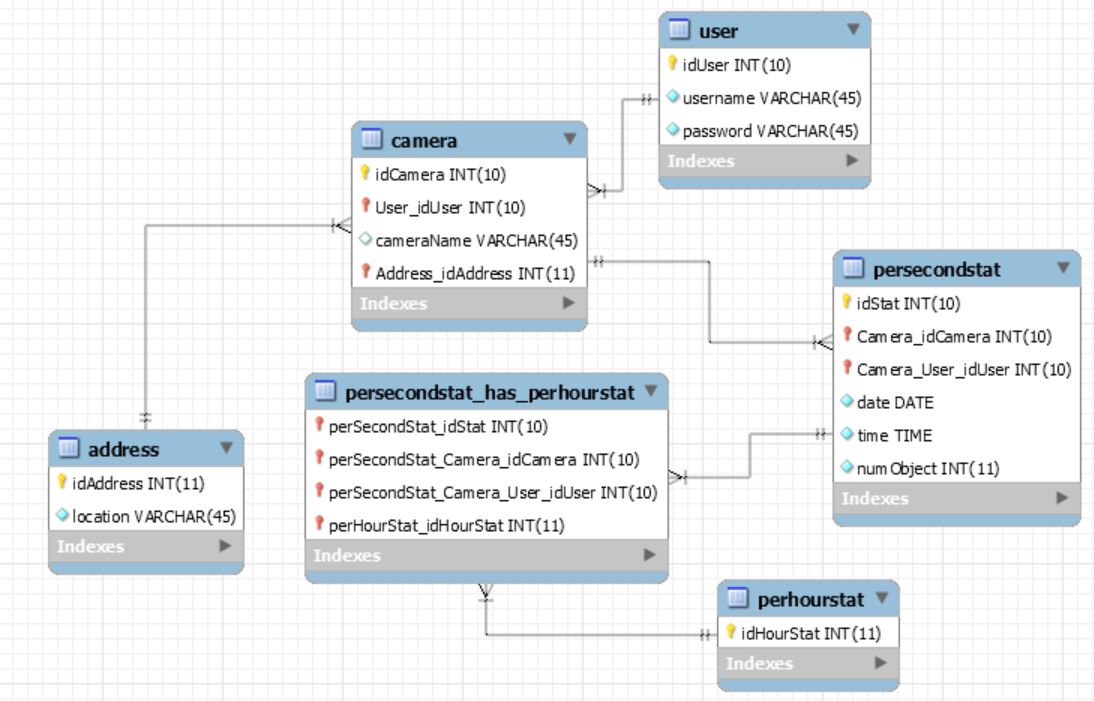 user
idUser INT(10)
username VARCHAR(45)
password VARCHAR(45)
Indexes
camera
idCamera INT(10)
User_idUser INT(10)
cameraName VARCHAR(45)
Address_idAddress INT(11)
Indexes
persecondstat
idStat INT(10)
Camera_idCamera INT(10)
Camera_User_idUser INT(10)
date DATE
time TIME
numObject INT(11)
Indexes
persecondstat_has_perhourstat
perSecondStat_idStat INT(10)
perSecondStat_Camera_idCamera INT(10)
perSecondStat_Camera_User_idUser INT(10)
perHourStat_idHourStat INT(11)
Indexes
address
idAddress INT(11)
location VARCHAR(45)
Indexes
perhourstat
idHourStat INT(11)
Indexes